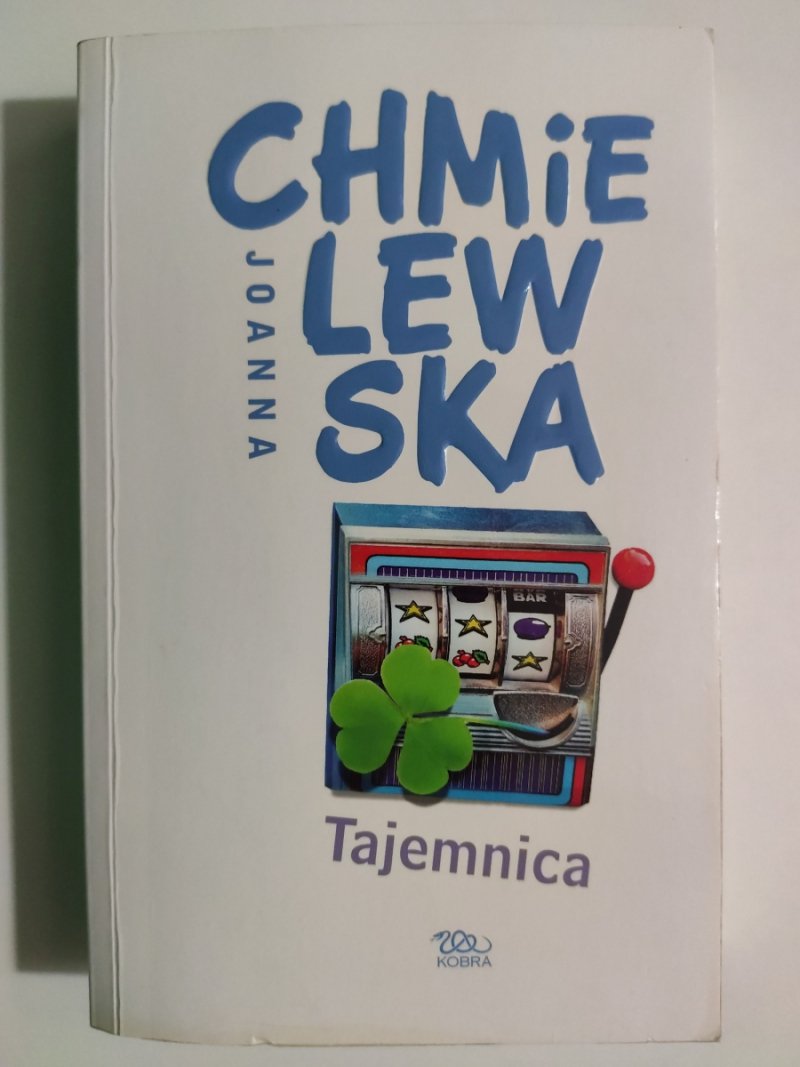 CHMiE
LEW
SKA
JOANNA
BAR
Tajemnica
KOBRA